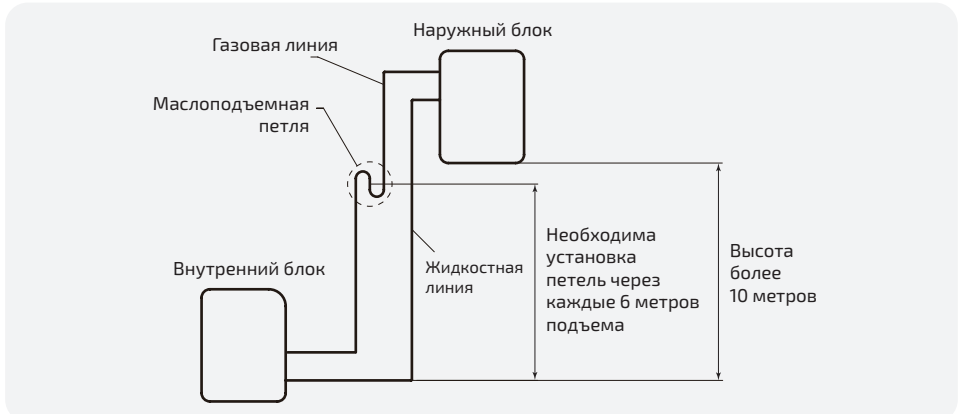 Наружный блок
Газовая линия
Маслоподъемная
петля
Внутренний блок
Жидкостная
линия
Необходима
установка
петель через
каждые 6 метров
подъема
Высота
более
10 метров